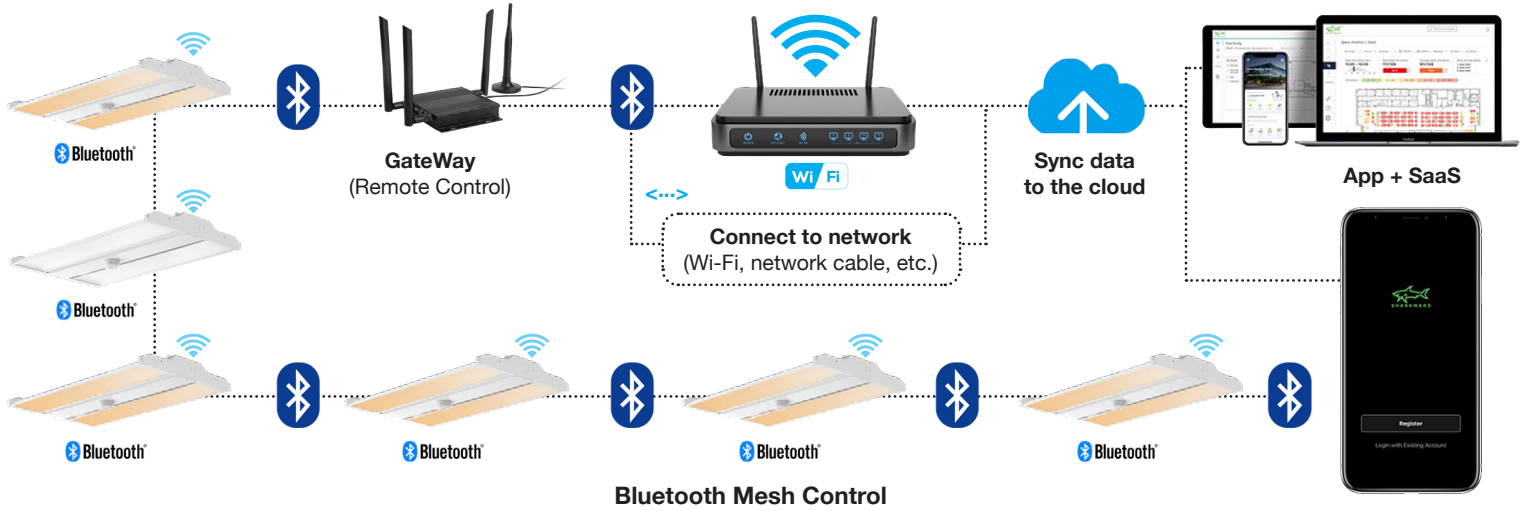 Bluetooth®
GateWay
(Remote Control)
Wi Fi
<···>
Connect to network
(Wi-Fi, network cable, etc.)
Sync data
to the cloud
App + SaaS
Bluetooth®
SHARKWARD
Register
Login with Existing Account
Bluetooth®
Bluetooth®
Bluetooth®
Bluetooth®
Bluetooth Mesh Control